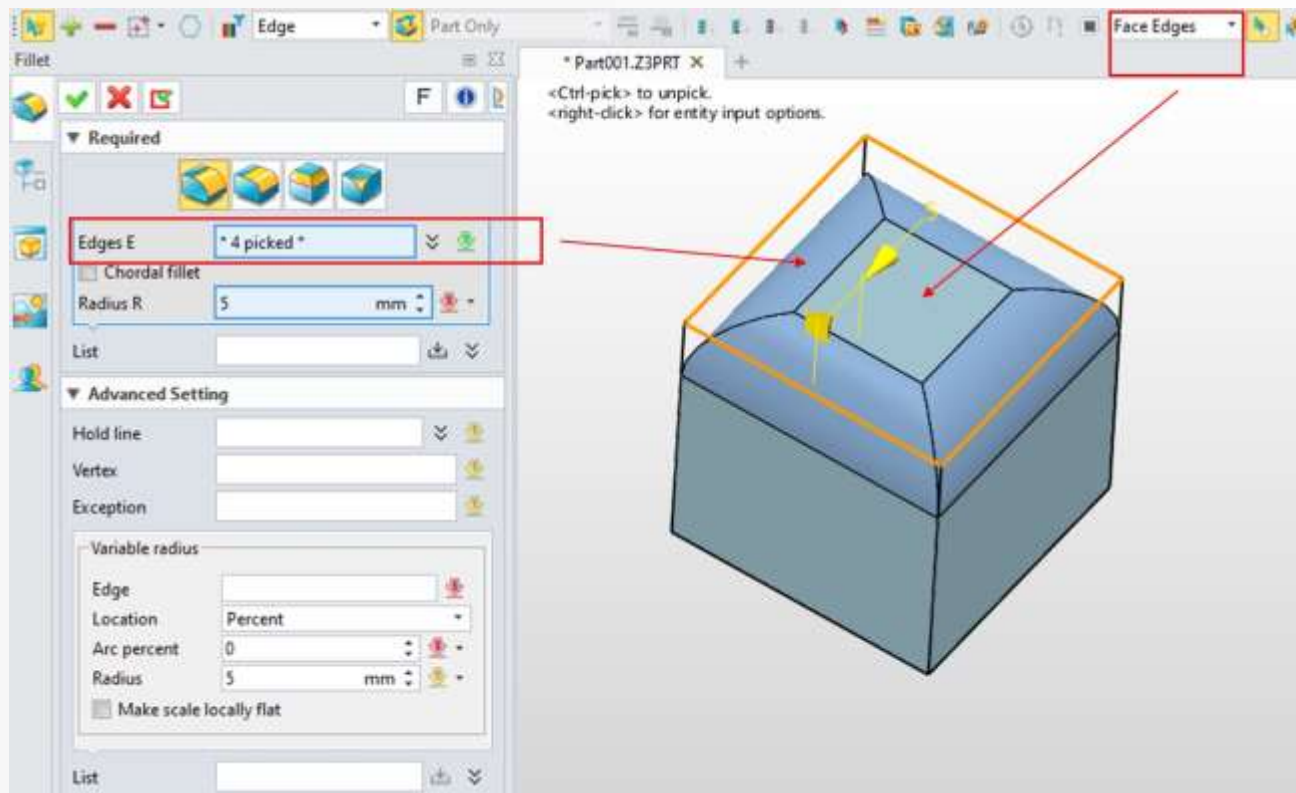 Edge Part Only Face Edges
Fillet
* Part001.Z3PRT
F
<Ctrl-pick> to unpick.
<right-click> for entity input options.
Required
Edges E * 4 picked *
Chordal fillet
Radius R 5 mm
List
Advanced Setting
Hold line
Vertex
Exception
Variable radius
Edge
Location Percent
Arc percent 0
Radius 5 mm
Make scale locally flat
List